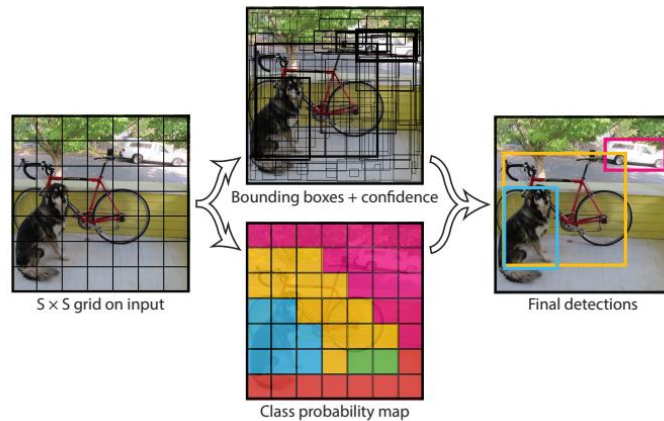 Bounding boxes + confidence
S × S grid on input
Final detections
Class probability map